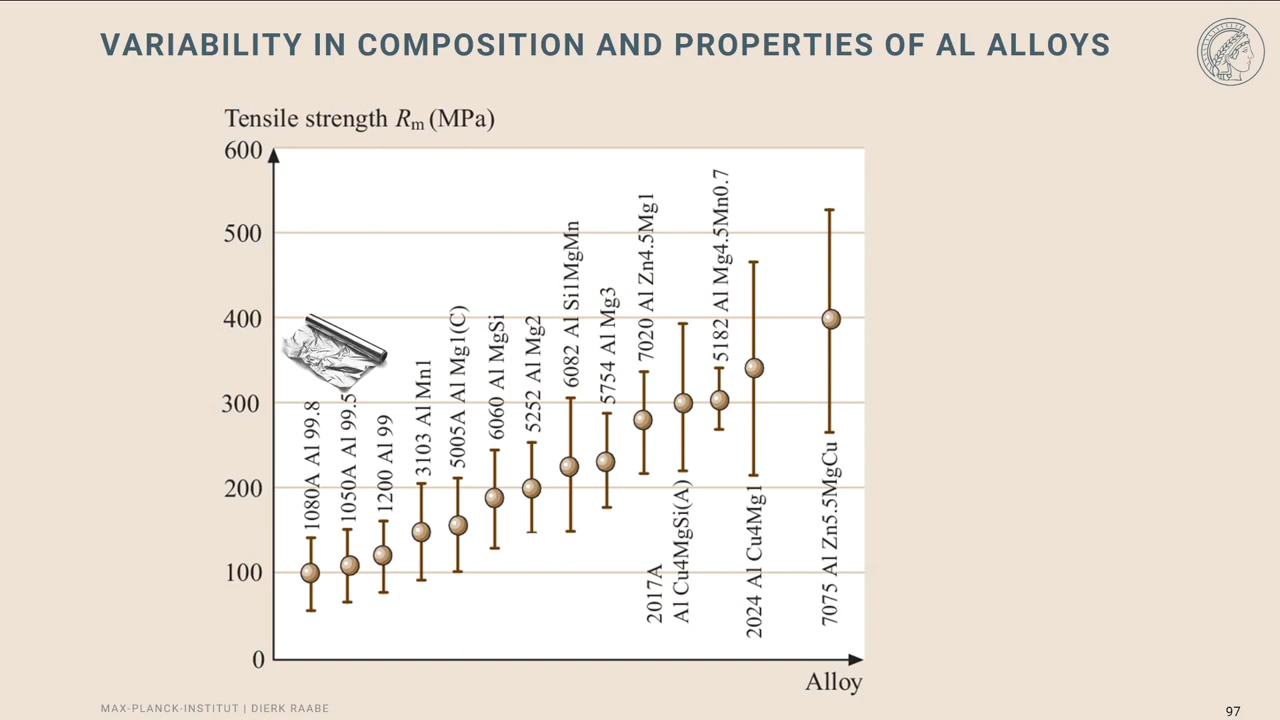 VARIABILITY IN COMPOSITION AND PROPERTIES OF AL ALLOYS
Tensile strength Rm (MPa)
600
500
400
300
200
100
0
1080A Al 99.8
1050A Al 99.5
1200 Al 99
3103 Al Mn1
5005A Al Mg1(C)
6060 Al MgSi
5252 Al Mg2
6082 Al Si1MgMn
5754 Al Mg3
7020 Al Zn4.5Mg1
2017A
Al Cu4MgSi(A)
5182 Al Mg4.5Mn0.7
2024 Al Cu4Mg1
7075 Al Zn5.5MgCu
Alloy
MAX-PLANCK-INSTITUT | DIERK RAABE
97